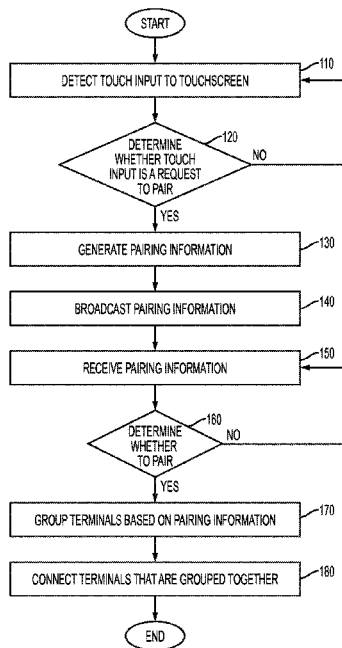 START
110
DETECT TOUCH INPUT TO TOUCHSCREEN
120
DETERMINE
WHETHER TOUCH
INPUT IS A REQUEST
TO PAIR
NO
YES
130
GENERATE PAIRING INFORMATION
140
BROADCAST PAIRING INFORMATION
150
RECEIVE PAIRING INFORMATION
160
DETERMINE
WHETHER
TO PAIR
NO
YES
170
GROUP TERMINALS BASED ON PAIRING INFORMATION
180
CONNECT TERMINALS THAT ARE GROUPED TOGETHER
END